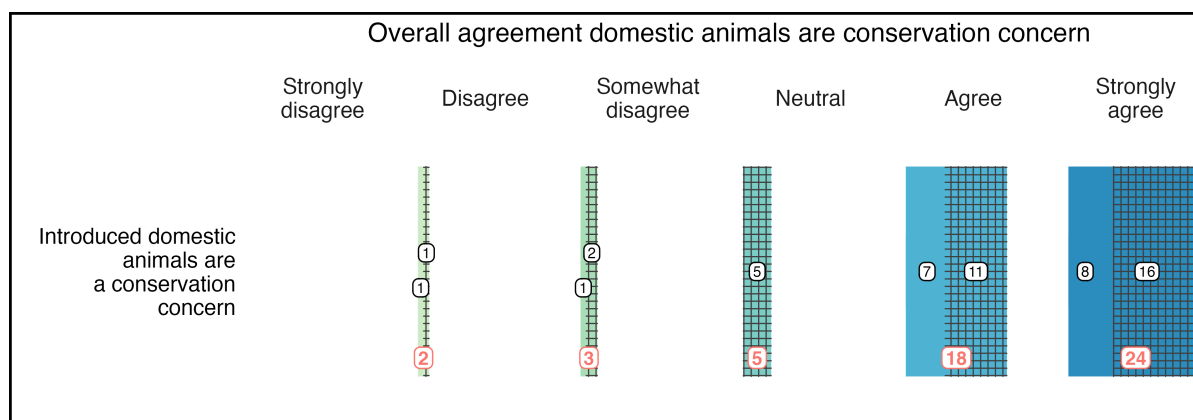 Overall agreement domestic animals are conservation concern
Strongly
disagree
Disagree
Somewhat
disagree
Neutral
Agree
Strongly
agree
Introduced domestic
animals are
a conservation
concern
1
1
2
2
1
3
5
5
7
11
18
8
16
24